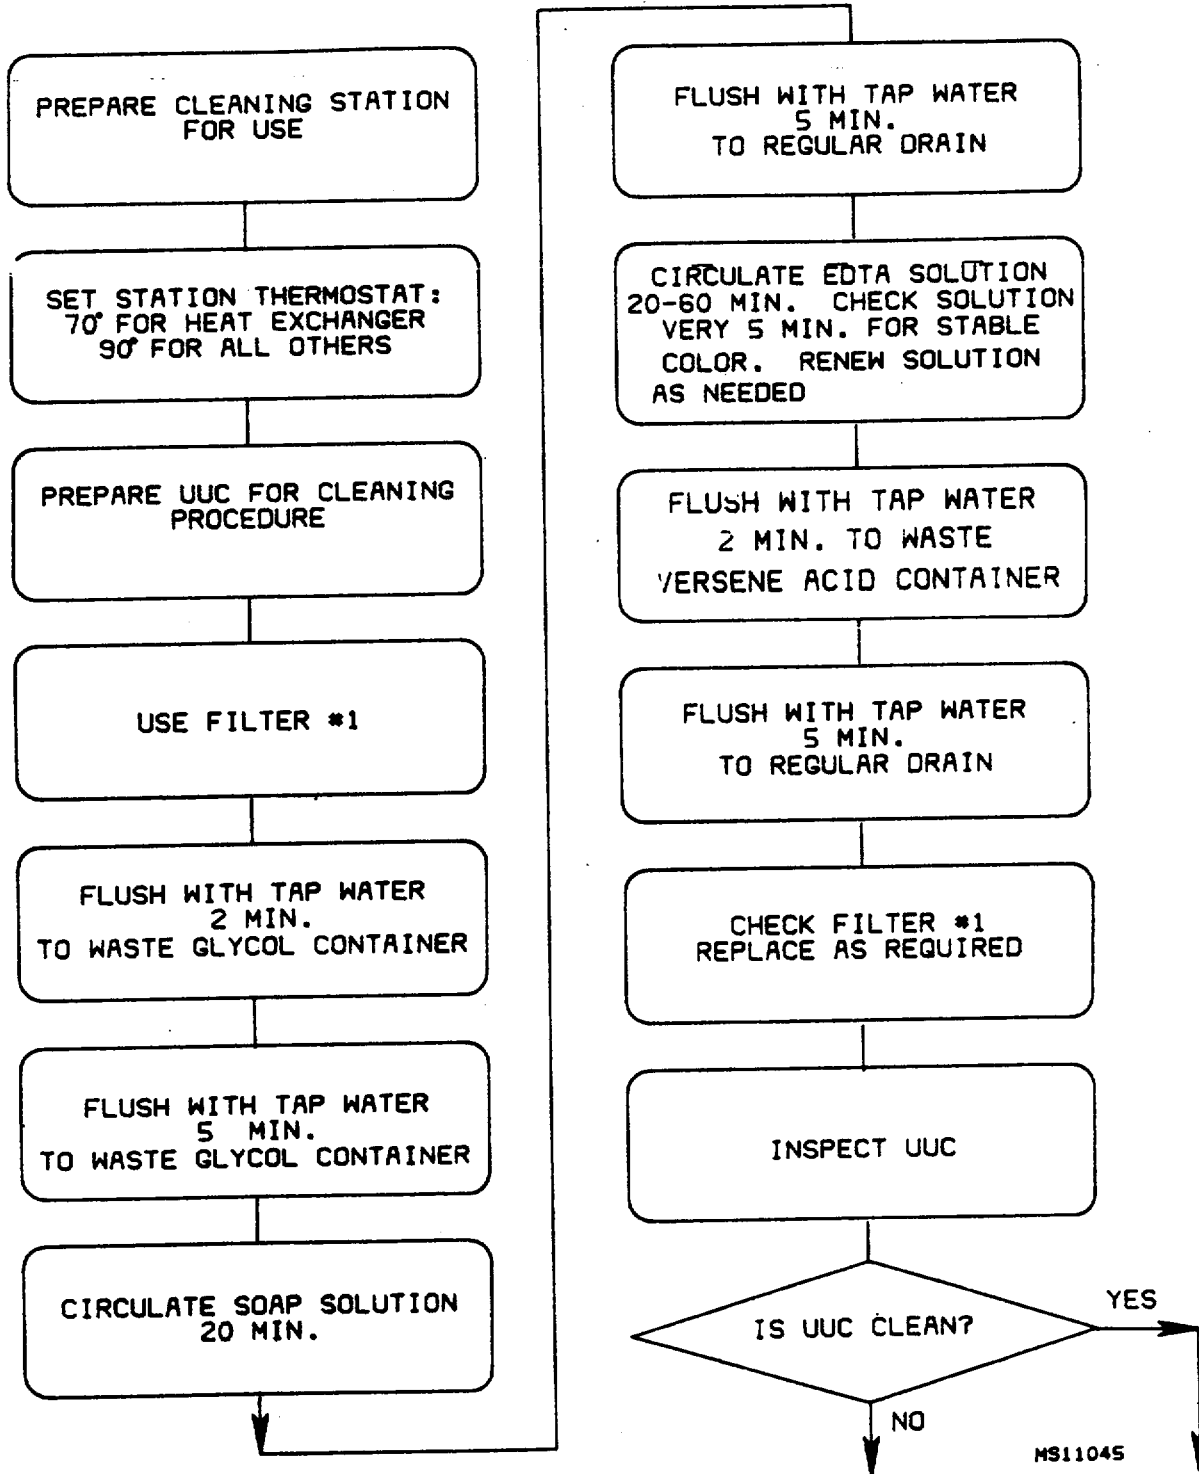 PREPARE CLEANING STATION
FOR USE
SET STATION THERMOSTAT:
70° FOR HEAT EXCHANGER
90° FOR ALL OTHERS
PREPARE UUC FOR CLEANING
PROCEDURE
USE FILTER #1
FLUSH WITH TAP WATER
2 MIN.
TO WASTE GLYCOL CONTAINER
FLUSH WITH TAP WATER
5 MIN.
TO WASTE GLYCOL CONTAINER
CIRCULATE SOAP SOLUTION
20 MIN.
FLUSH WITH TAP WATER
5 MIN.
TO REGULAR DRAIN
CIRCULATE EDTA SOLUTION
20-60 MIN. CHECK SOLUTION
VERY 5 MIN. FOR STABLE
COLOR. RENEW SOLUTION
AS NEEDED
FLUSH WITH TAP WATER
2 MIN. TO WASTE
VERSENE ACID CONTAINER
FLUSH WITH TAP WATER
5 MIN.
TO REGULAR DRAIN
CHECK FILTER #1
REPLACE AS REQUIRED
INSPECT UUC
IS UUC CLEAN?
YES
NO
MS11045